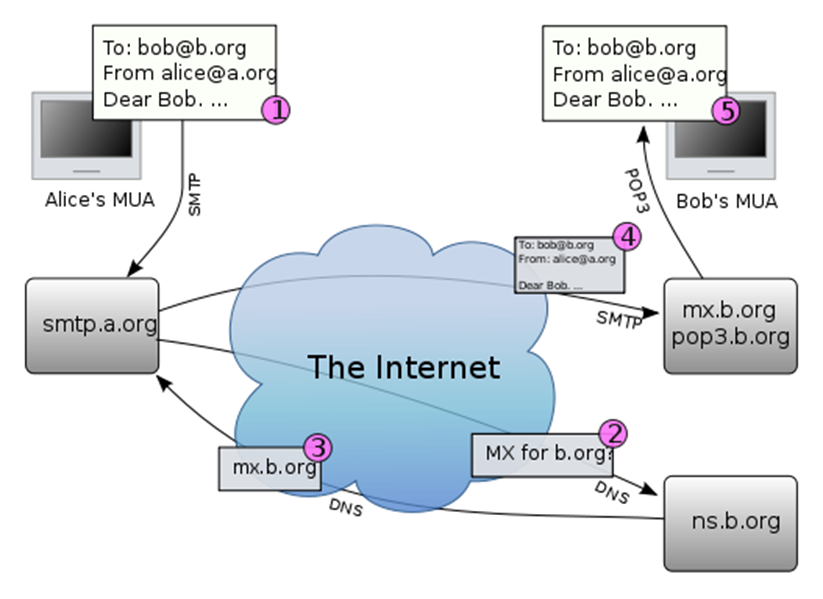 To: bob@b.org
From alice@a.org
Dear Bob. ...
1
Alice's MUA
SMTP
To: bob@b.org
From alice@a.org
Dear Bob. ...
5
Bob's MUA
POP3
To: bob@b.org
From: alice@a.org
Dear Bob. ...
4
SMTP
smtp.a.org
mx.b.org
pop3.b.org
The Internet
MX for b.org?
2
DNS
mx.b.org
3
DNS
ns.b.org